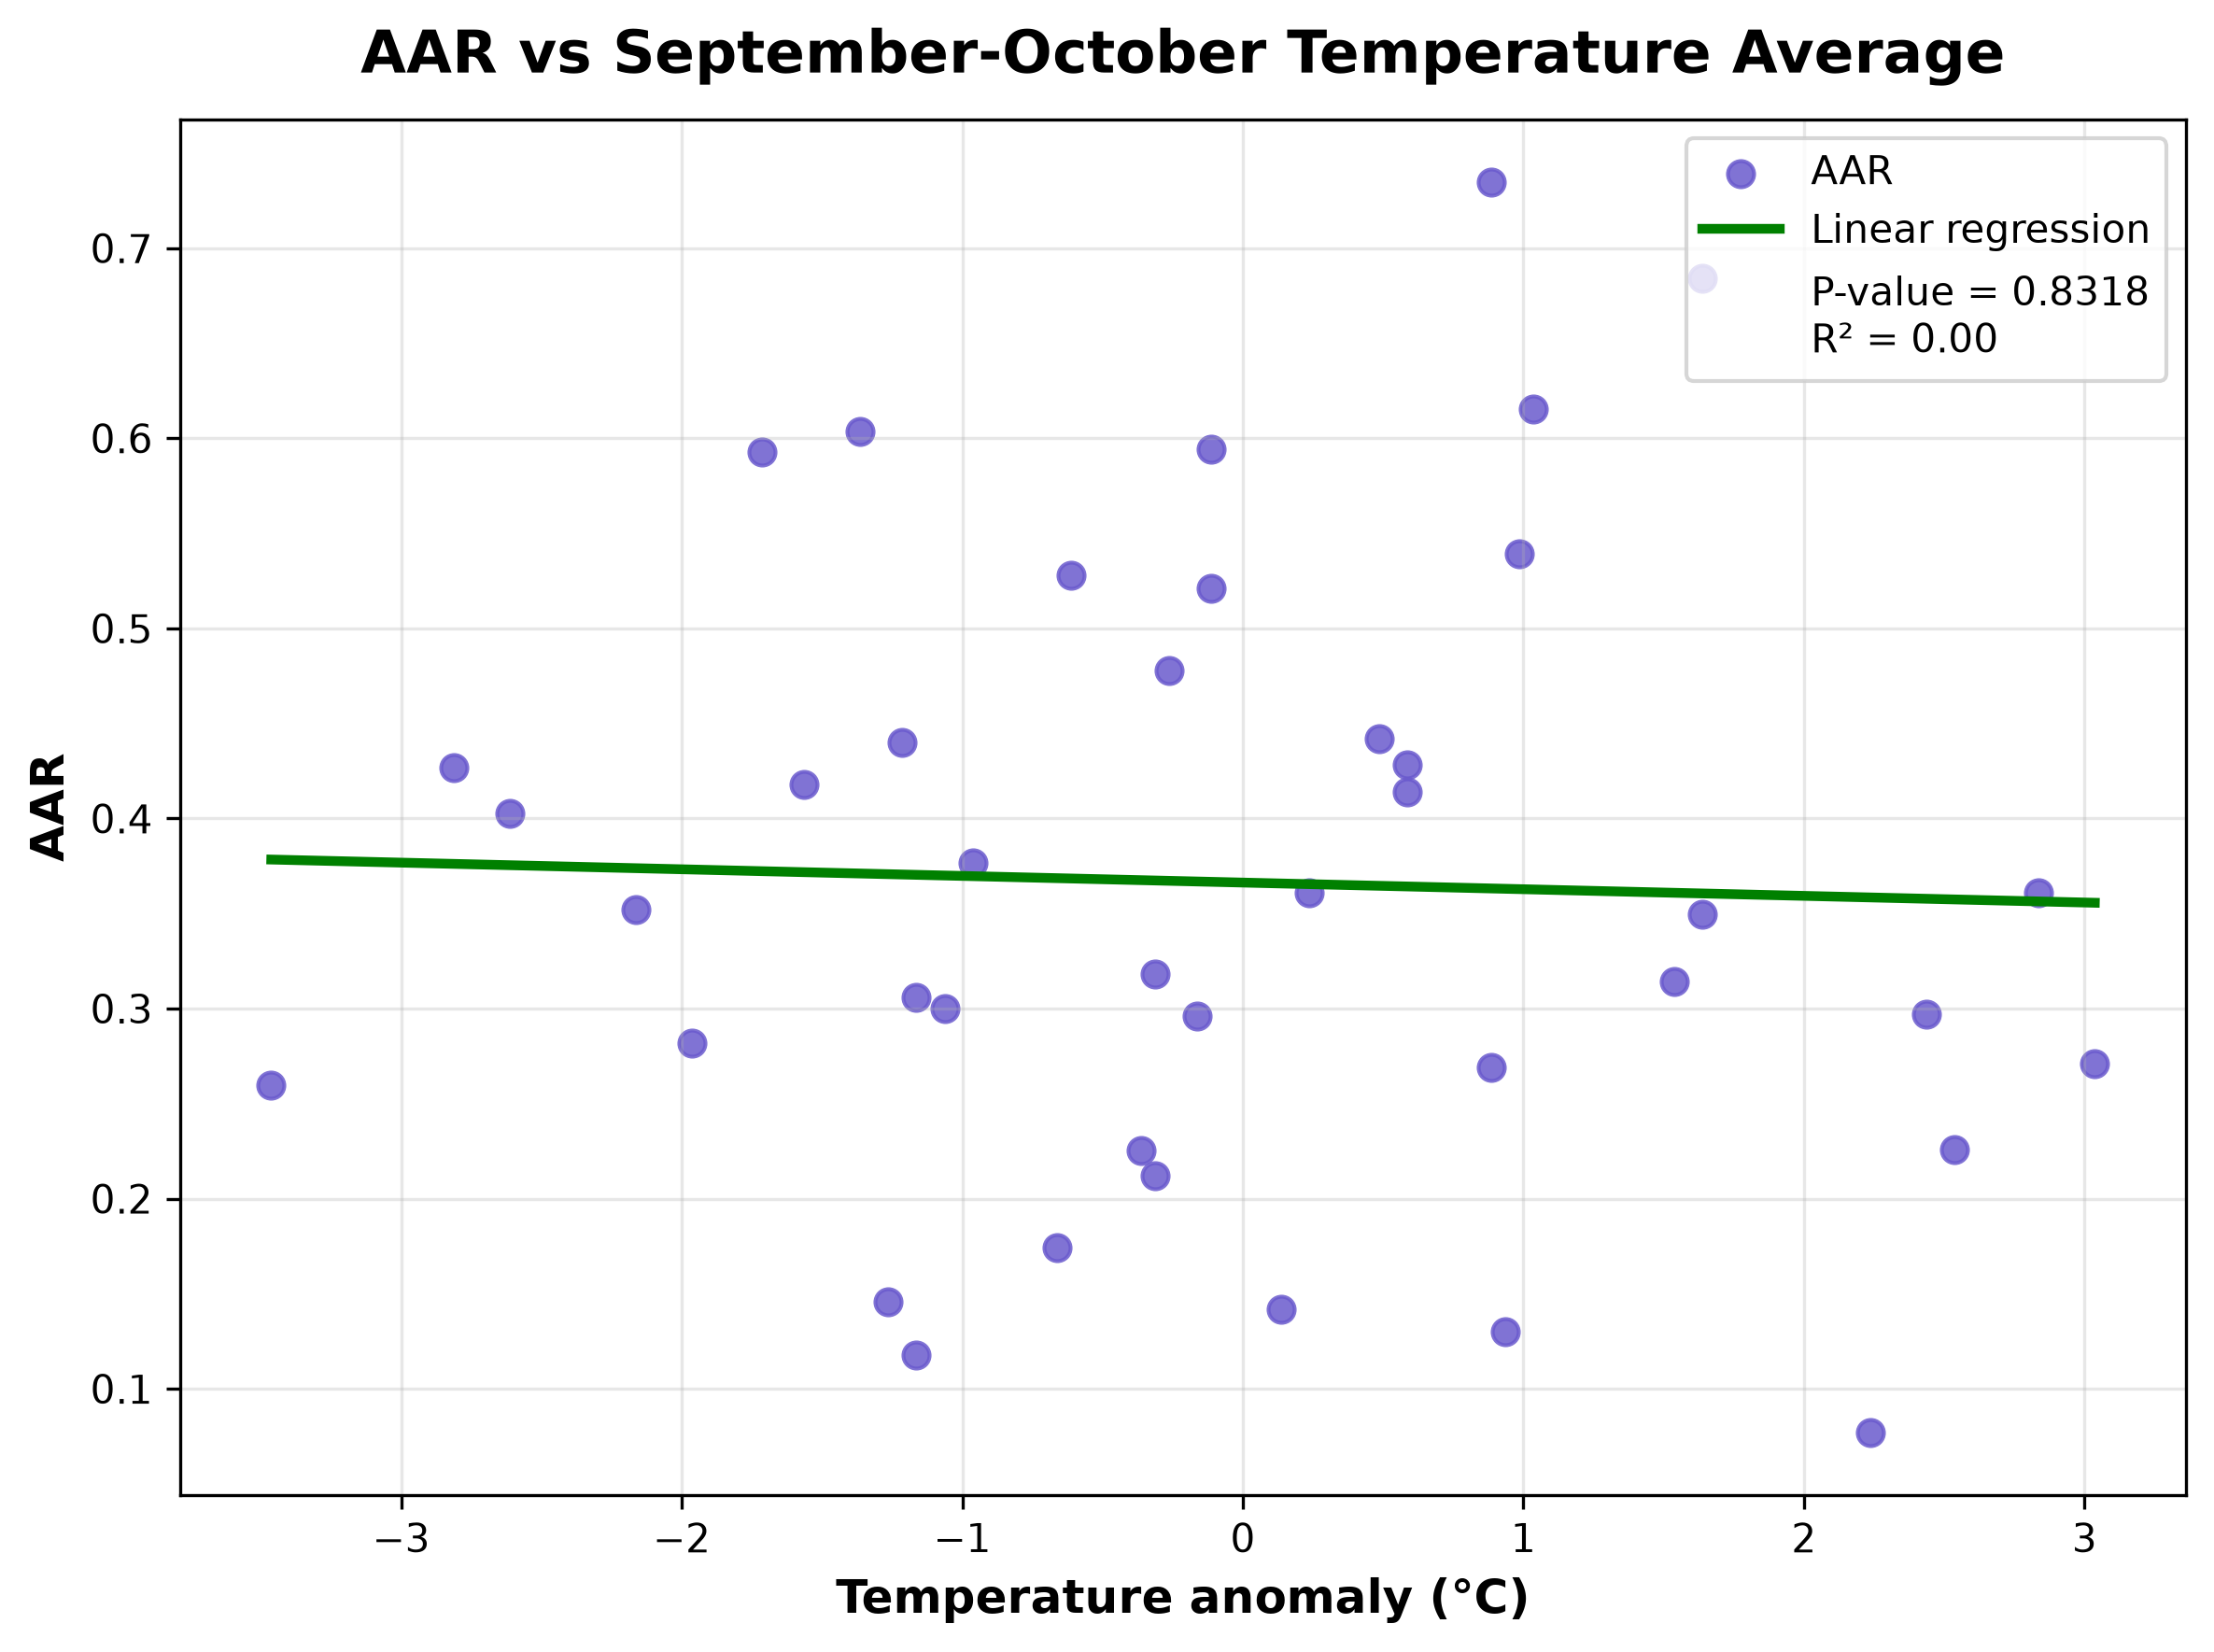 AAR vs September-October Temperature Average
AAR
Linear regression
P-value = 0.8318
R² = 0.00
0.7
0.6
0.5
0.4
0.3
0.2
0.1
AAR
−3 −2 −1 0 1 2 3
Temperature anomaly (°C)